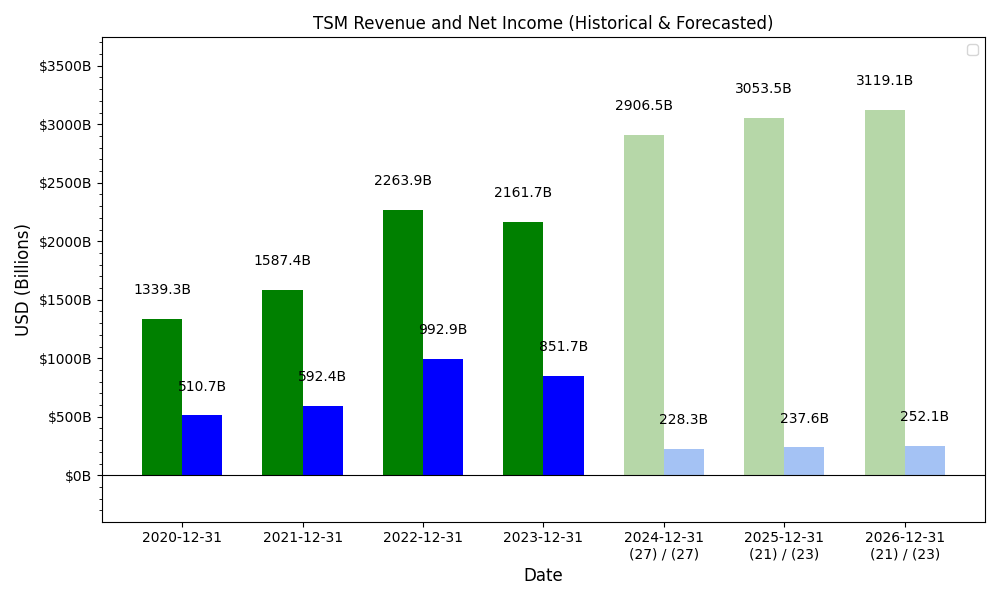 TSM Revenue and Net Income (Historical & Forecasted)
USD (Billions)
$3500B
$3000B
$2500B
$2000B
$1500B
$1000B
$500B
$0B
1339.3B
510.7B
1587.4B
592.4B
2263.9B
992.9B
2161.7B
851.7B
2906.5B
228.3B
3053.5B
237.6B
3119.1B
252.1B
2020-12-31
2021-12-31
2022-12-31
2023-12-31
2024-12-31
(27) / (27)
2025-12-31
(21) / (23)
2026-12-31
(21) / (23)
Date